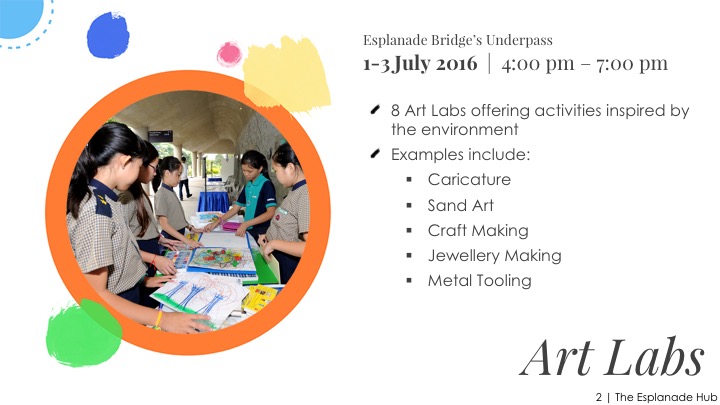 Esplanade Bridge's Underpass
1-3 July 2016 | 4:00 pm – 7:00 pm
8 Art Labs offering activities inspired by
the environment
Examples include:
Caricature
Sand Art
Craft Making
Jewellery Making
Metal Tooling
Art Labs
2 | The Esplanade Hub